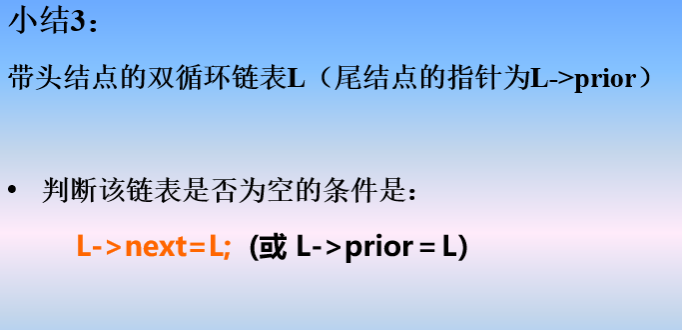 小结3：
带头结点的双循环链表L（尾结点的指针为L->prior）
• 判断该链表是否为空的条件是：
L->next=L; (或 L->prior = L)